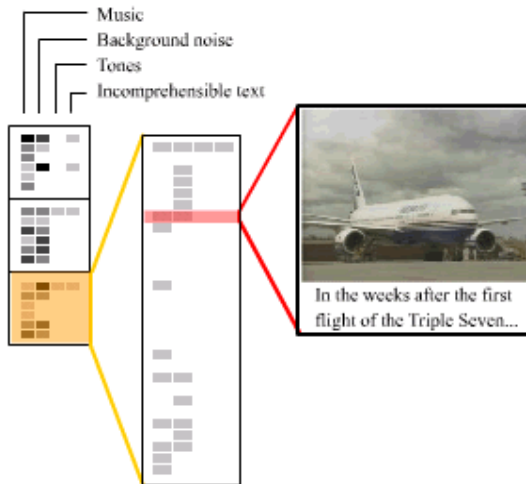 Music
Background noise
Tones
Incomprehensible text
In the weeks after the first
flight of the Triple Seven...